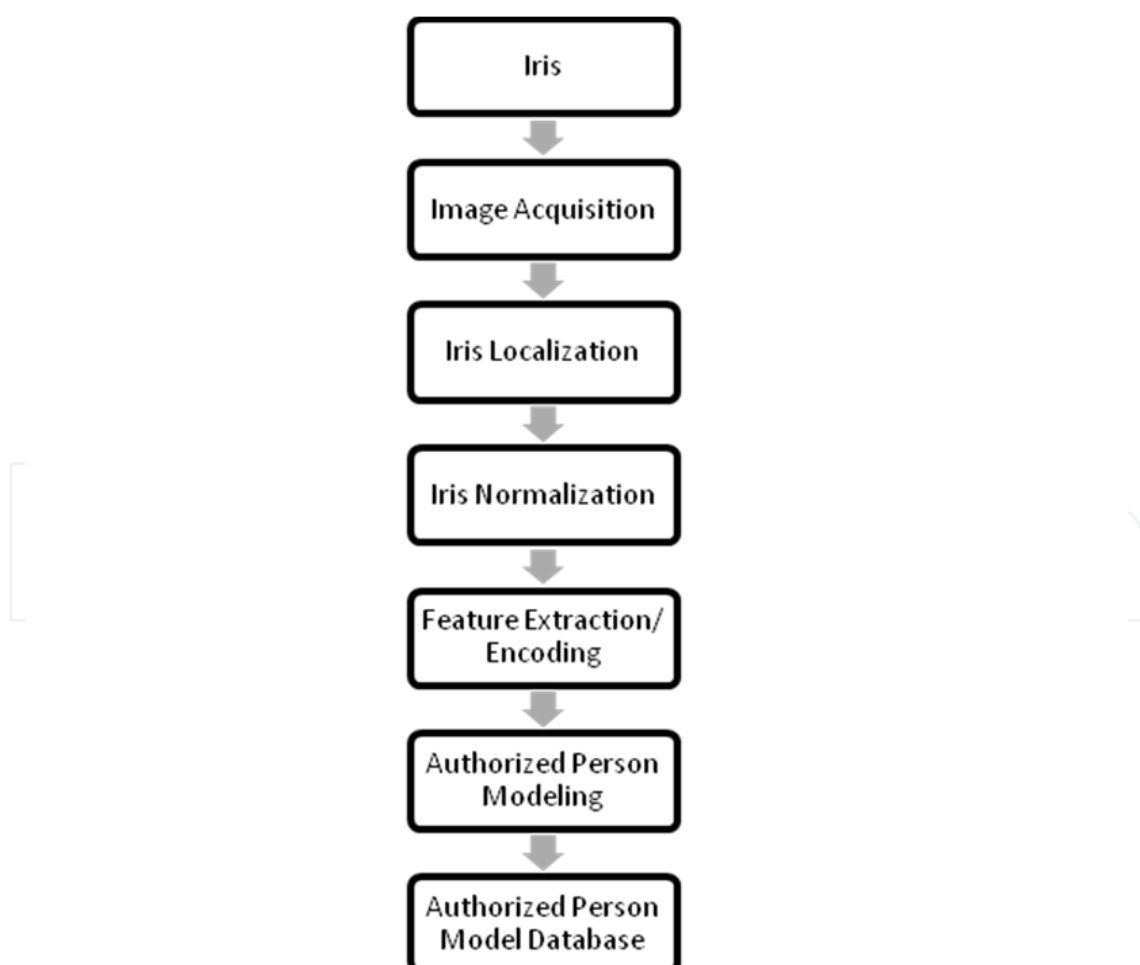 Iris
Image Acquisition
Iris Localization
Iris Normalization
Feature Extraction/
Encoding
Authorized Person
Modeling
Authorized Person
Model Database